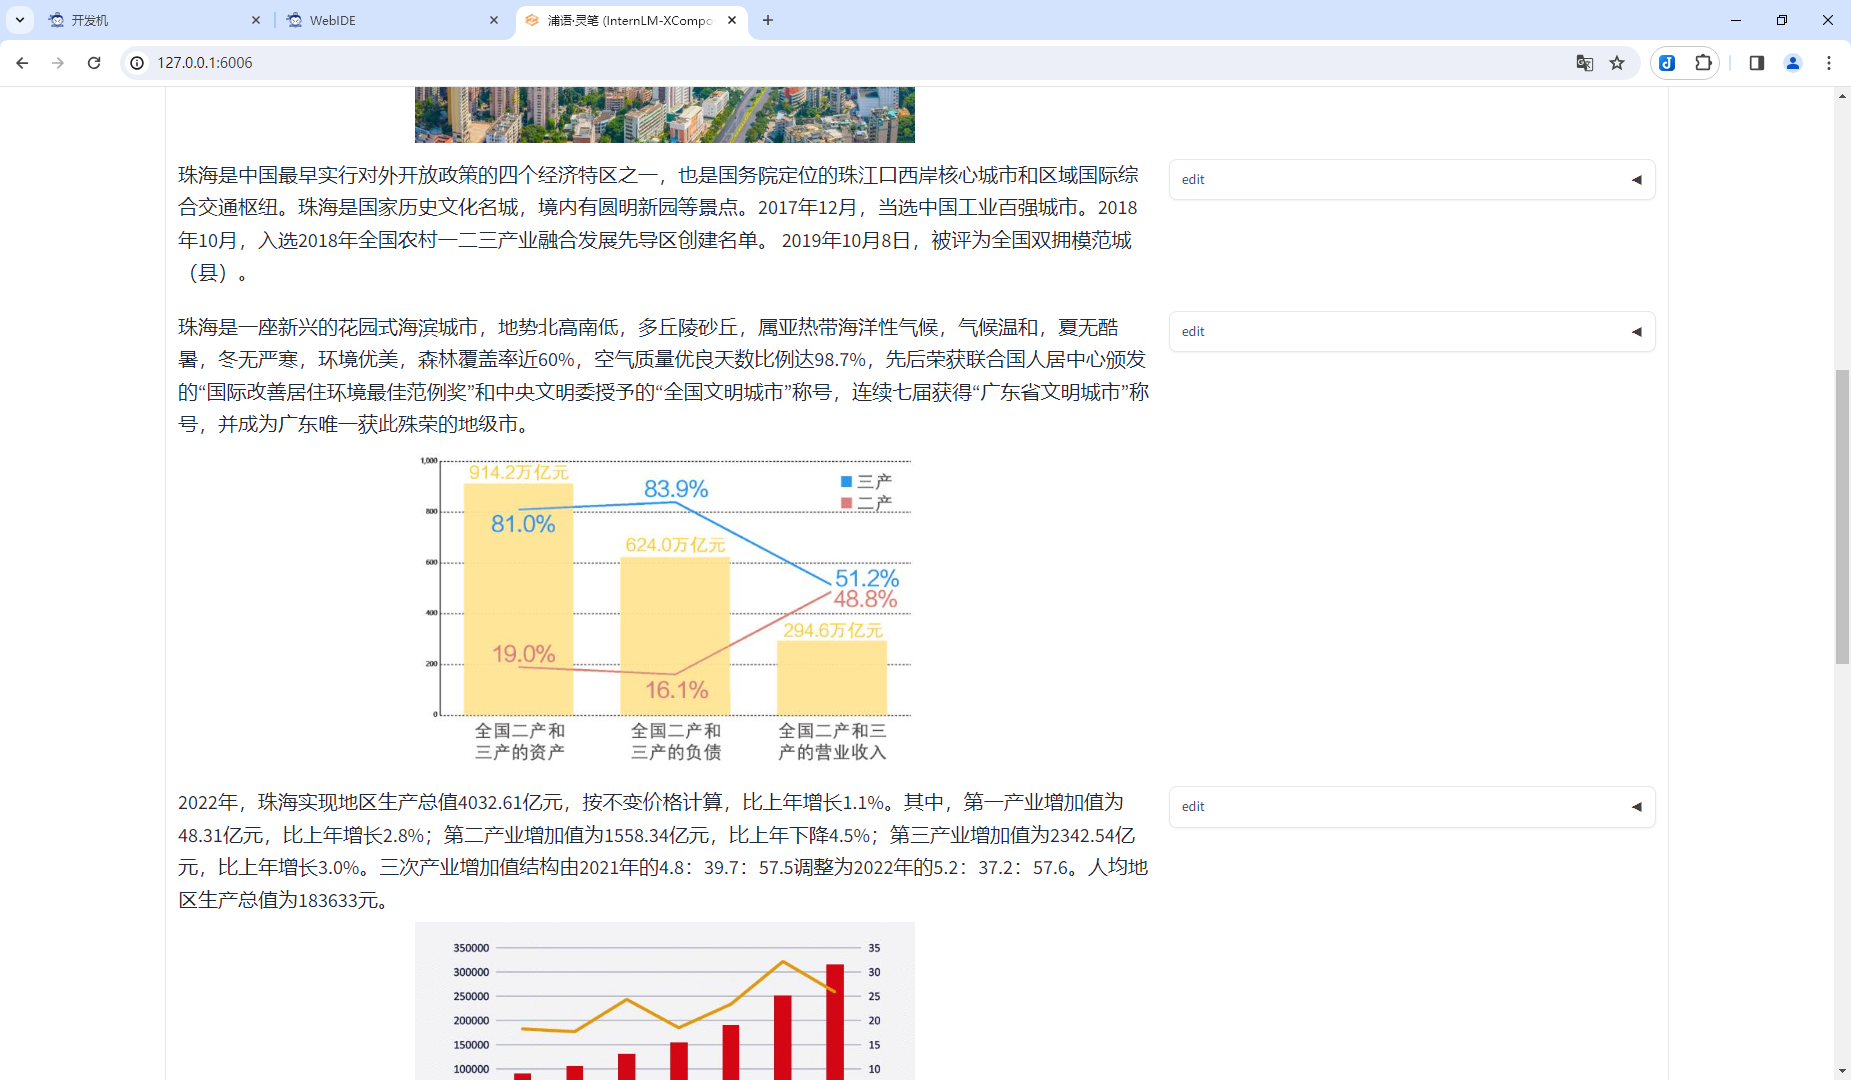 开发机
WebIDE
浦语·灵笔 (InternLM-XCompo
127.0.0.1:6006
珠海是中国最早实行对外开放政策的四个经济特区之一，也是国务院定位的珠江口西岸核心城市和区域国际综
合交通枢纽。珠海是国家历史文化名城，境内有圆明新园等景点。2017年12月，当选中国工业百强城市。2018
年10月，入选2018年全国农村一二三产业融合发展先导区创建名单。 2019年10月8日，被评为全国双拥模范城
（县）。
edit
珠海是一座新兴的花园式海滨城市，地势北高南低，多丘陵砂丘，属亚热带海洋性气候，气候温和，夏无酷
暑，冬无严寒，环境优美，森林覆盖率近60%，空气质量优良天数比例达98.7%，先后荣获联合国人居中心颁发
的“国际改善居住环境最佳范例奖”和中央文明委授予的“全国文明城市”称号，连续七届获得“广东省文明城市”称
号，并成为广东唯一获此殊荣的地级市。
edit
1,000
800
600
400
200
0
914.2万亿元
624.0万亿元
294.6万亿元
81.0%
83.9%
51.2%
48.8%
19.0%
16.1%
三产
二产
全国二产和
三产的资产
全国二产和
三产的负债
全国二产和三
产的营业收入
2022年，珠海实现地区生产总值4032.61亿元，按不变价格计算，比上年增长1.1%。其中，第一产业增加值为
48.31亿元，比上年增长2.8%；第二产业增加值为1558.34亿元，比上年下降4.5%；第三产业增加值为2342.54亿
元，比上年增长3.0%。三次产业增加值结构由2021年的4.8：39.7：57.5调整为2022年的5.2：37.2：57.6。人均地
区生产总值为183633元。
edit
350000
300000
250000
200000
150000
100000
35
30
25
20
15
10